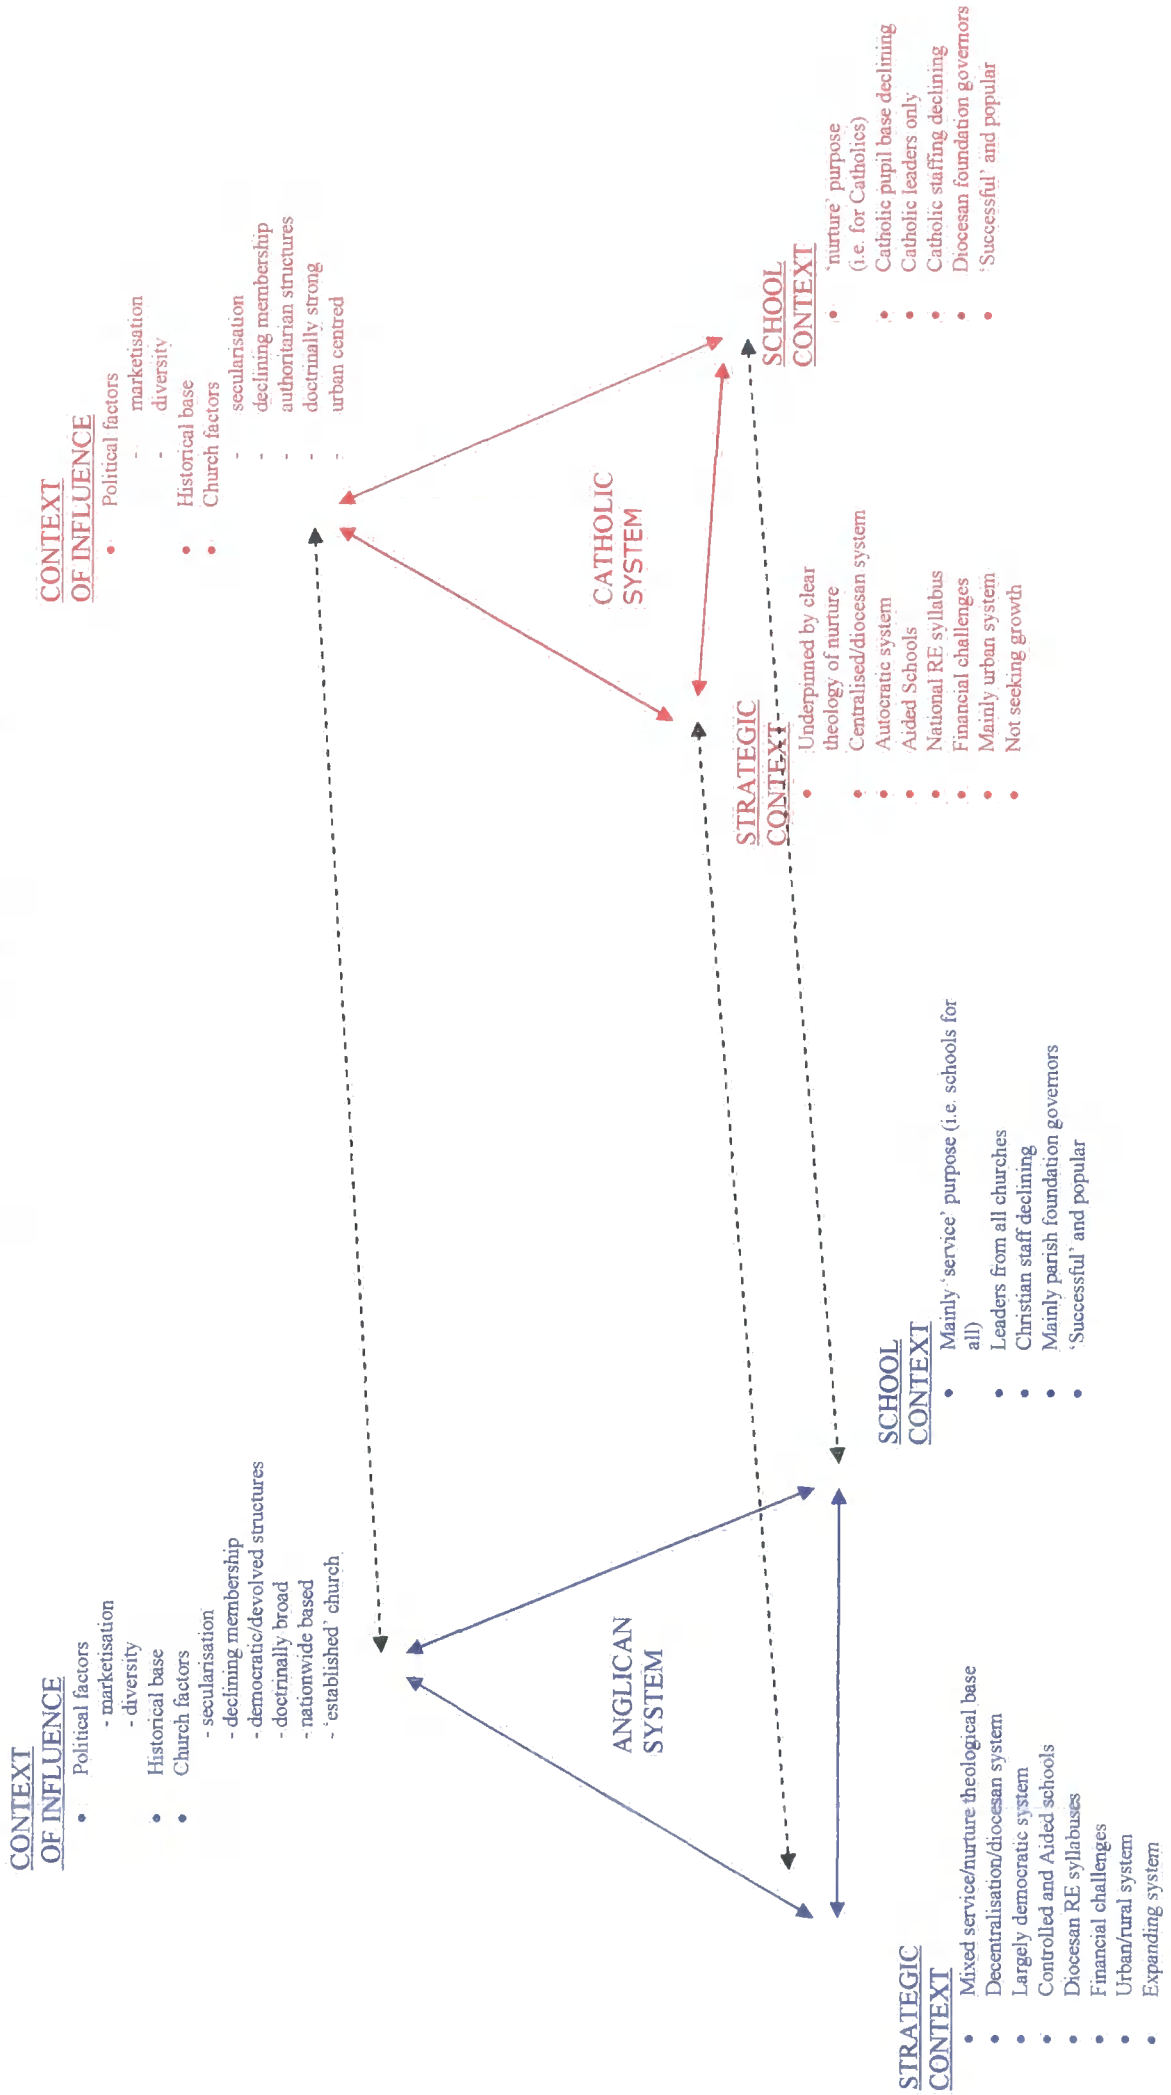 CONTEXT
OF INFLUENCE
• Political factors
- marketisation
- diversity
• Historical base
• Church factors
- secularisation
- declining membership
- democratic/devolved structures
- doctrinally broad
- nationwide based
- 'established' church
ANGLICAN
SYSTEM
STRATEGIC
CONTEXT
• Mixed service/nurture theological base
• Decentralisation/diocesan system
• Largely democratic system
• Controlled and Aided schools
• Diocesan RE syllabuses
• Financial challenges
• Urban/rural system
• Expanding system
SCHOOL
CONTEXT
• Mainly 'service' purpose (i.e. schools for
all)
• Leaders from all churches
• Christian staff declining
• Mainly parish foundation governors
• 'Successful' and popular
CONTEXT
OF INFLUENCE
• Political factors
- marketisation
- diversity
• Historical base
• Church factors
- secularisation
- declining membership
- authoritarian structures
- doctrinally strong
- urban centred
CATHOLIC
SYSTEM
STRATEGIC
CONTEXT
• Underpinned by clear
theology of nurture
• Centralised/diocesan system
• Autocratic system
• Aided Schools
• National RE syllabus
• Financial challenges
• Mainly urban system
• Not seeking growth
SCHOOL
CONTEXT
• 'nurture' purpose
(i.e. for Catholics)
• Catholic pupil base declining
• Catholic leaders only
• Catholic staffing declining
• Diocesan foundation governors
• 'Successful' and popular